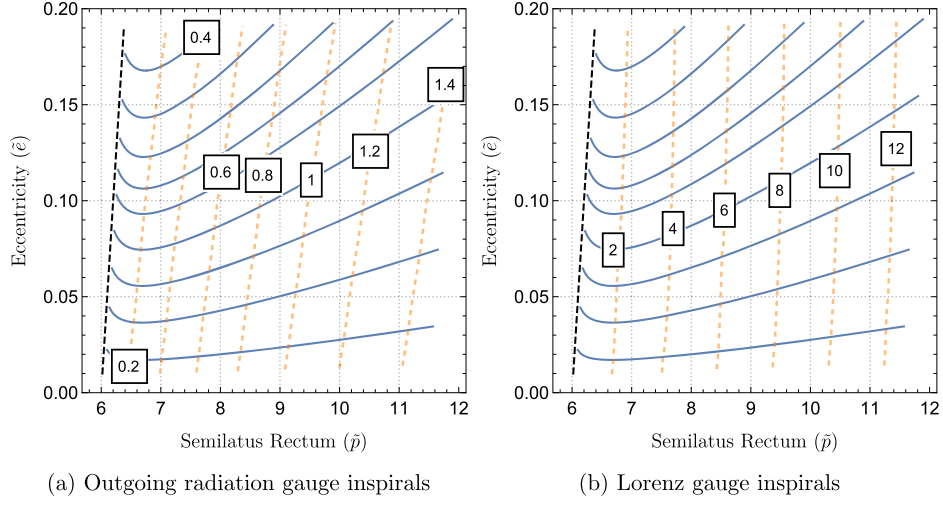 0.20
0.15
0.10
0.05
0.00
Eccentricity (ẽ)
0.4
1.4
1.2
0.6
0.8
1
0.2
6 7 8 9 10 11 12
Semilatus Rectum (p̃)
(a) Outgoing radiation gauge inspirals
0.20
0.15
0.10
0.05
0.00
Eccentricity (ẽ)
12
10
8
6
4
2
6 7 8 9 10 11 12
Semilatus Rectum (p̃)
(b) Lorenz gauge inspirals